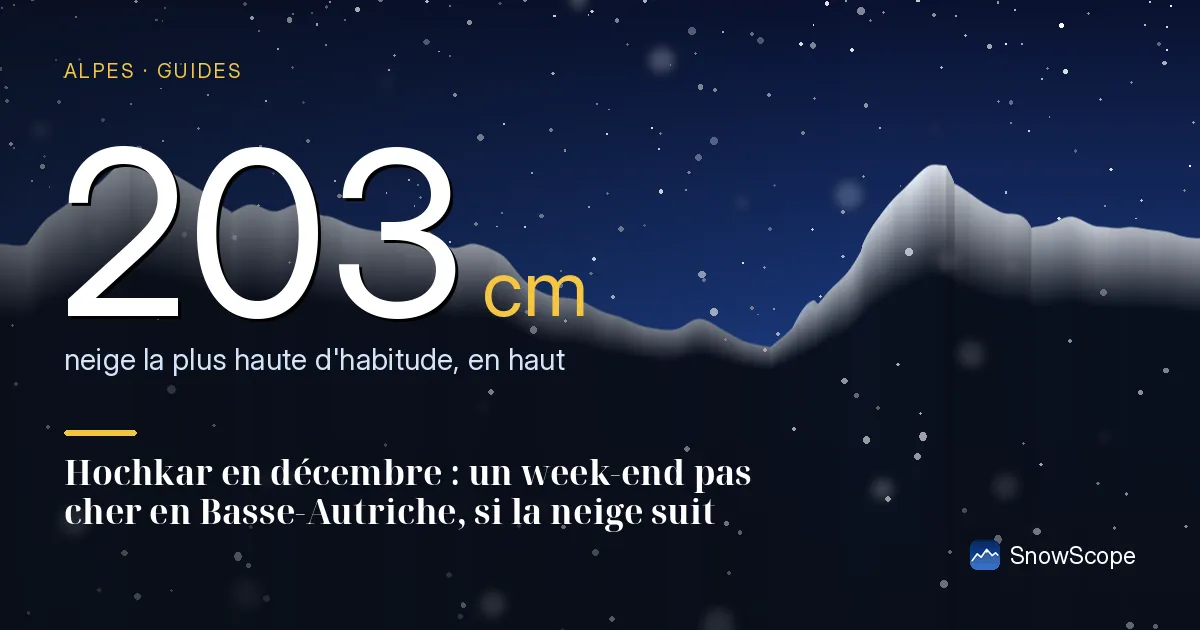 ALPES · GUIDES
203 cm
neige la plus haute d'habitude, en haut
Hochkar en décembre : un week-end pas
cher en Basse-Autriche, si la neige suit
SnowScope